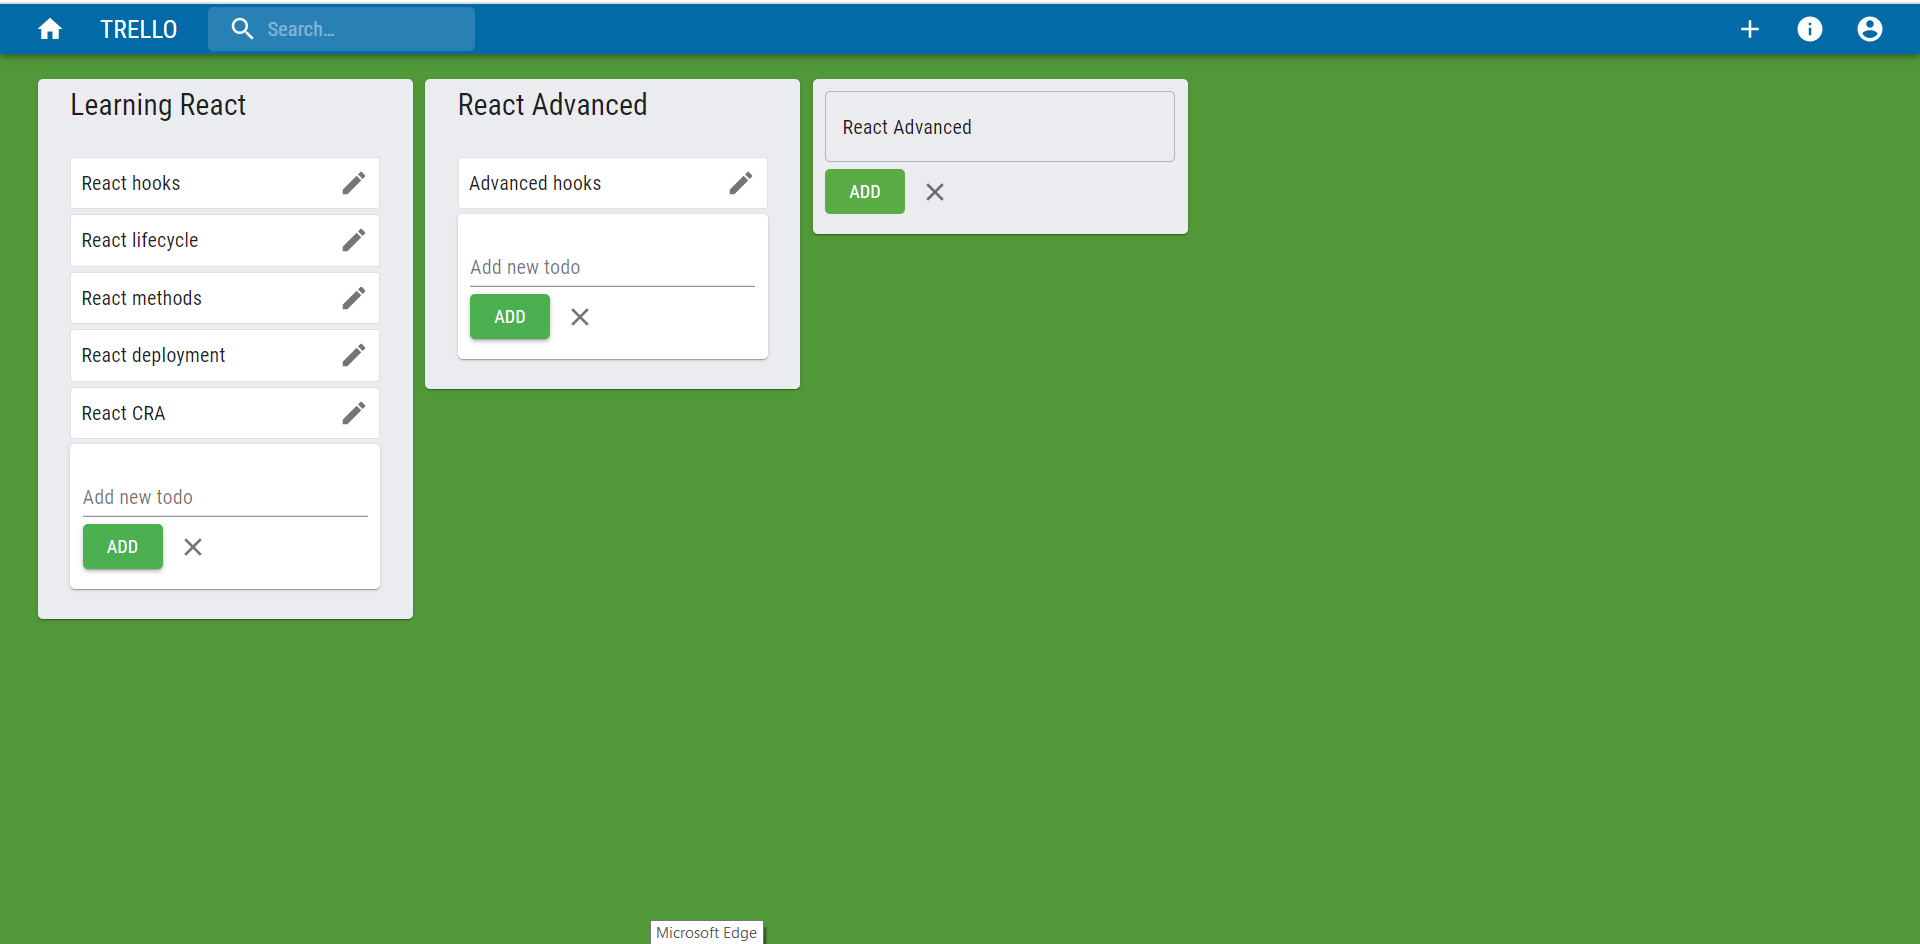 TRELLO
Search...
Learning React
React hooks
React lifecycle
React methods
React deployment
React CRA
Add new todo
ADD
React Advanced
Advanced hooks
Add new todo
ADD
React Advanced
ADD
Microsoft Edge